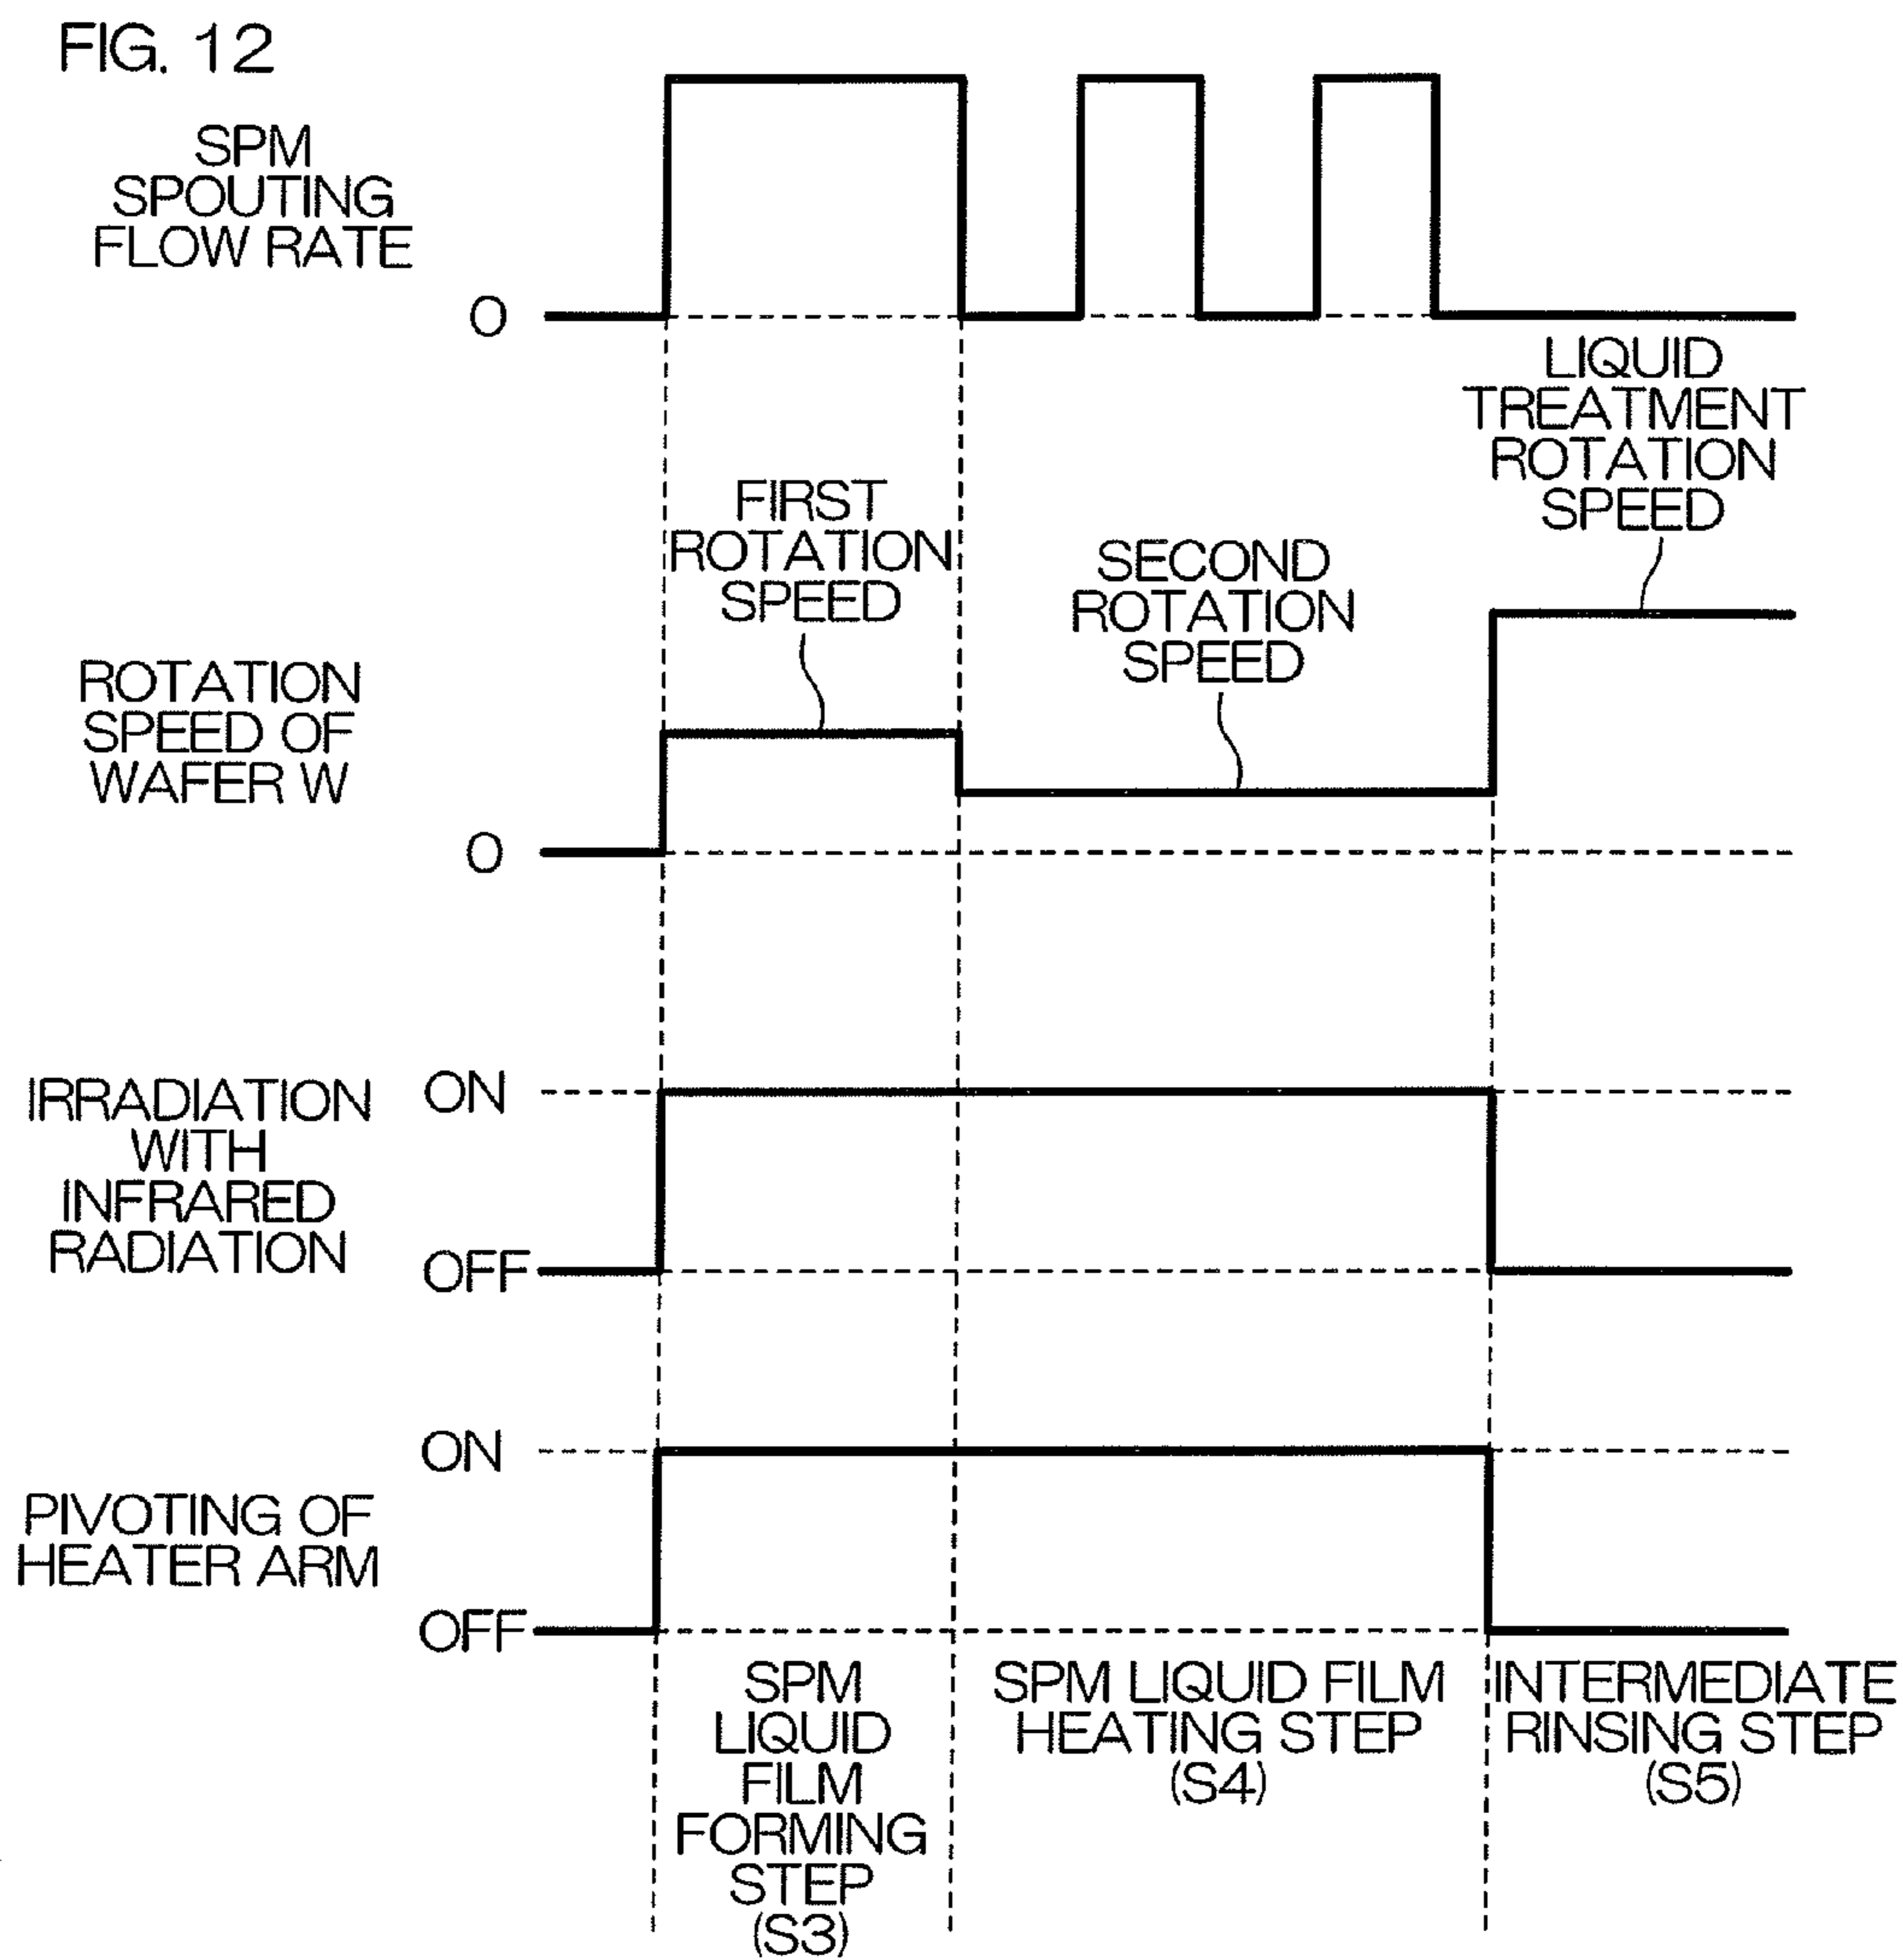 FIG. 12
SPM
SPOUTING
FLOW RATE
0
LIQUID
TREATMENT
ROTATION
SPEED
FIRST
ROTATION
SPEED
SECOND
ROTATION
SPEED
ROTATION
SPEED OF
WAFER W
0
IRRADIATION
WITH
INFRARED
RADIATION
ON
OFF
PIVOTING OF
HEATER ARM
ON
OFF
SPM
LIQUID
FILM
FORMING
STEP
(S3)
SPM LIQUID FILM
HEATING STEP
(S4)
INTERMEDIATE
RINSING STEP
(S5)